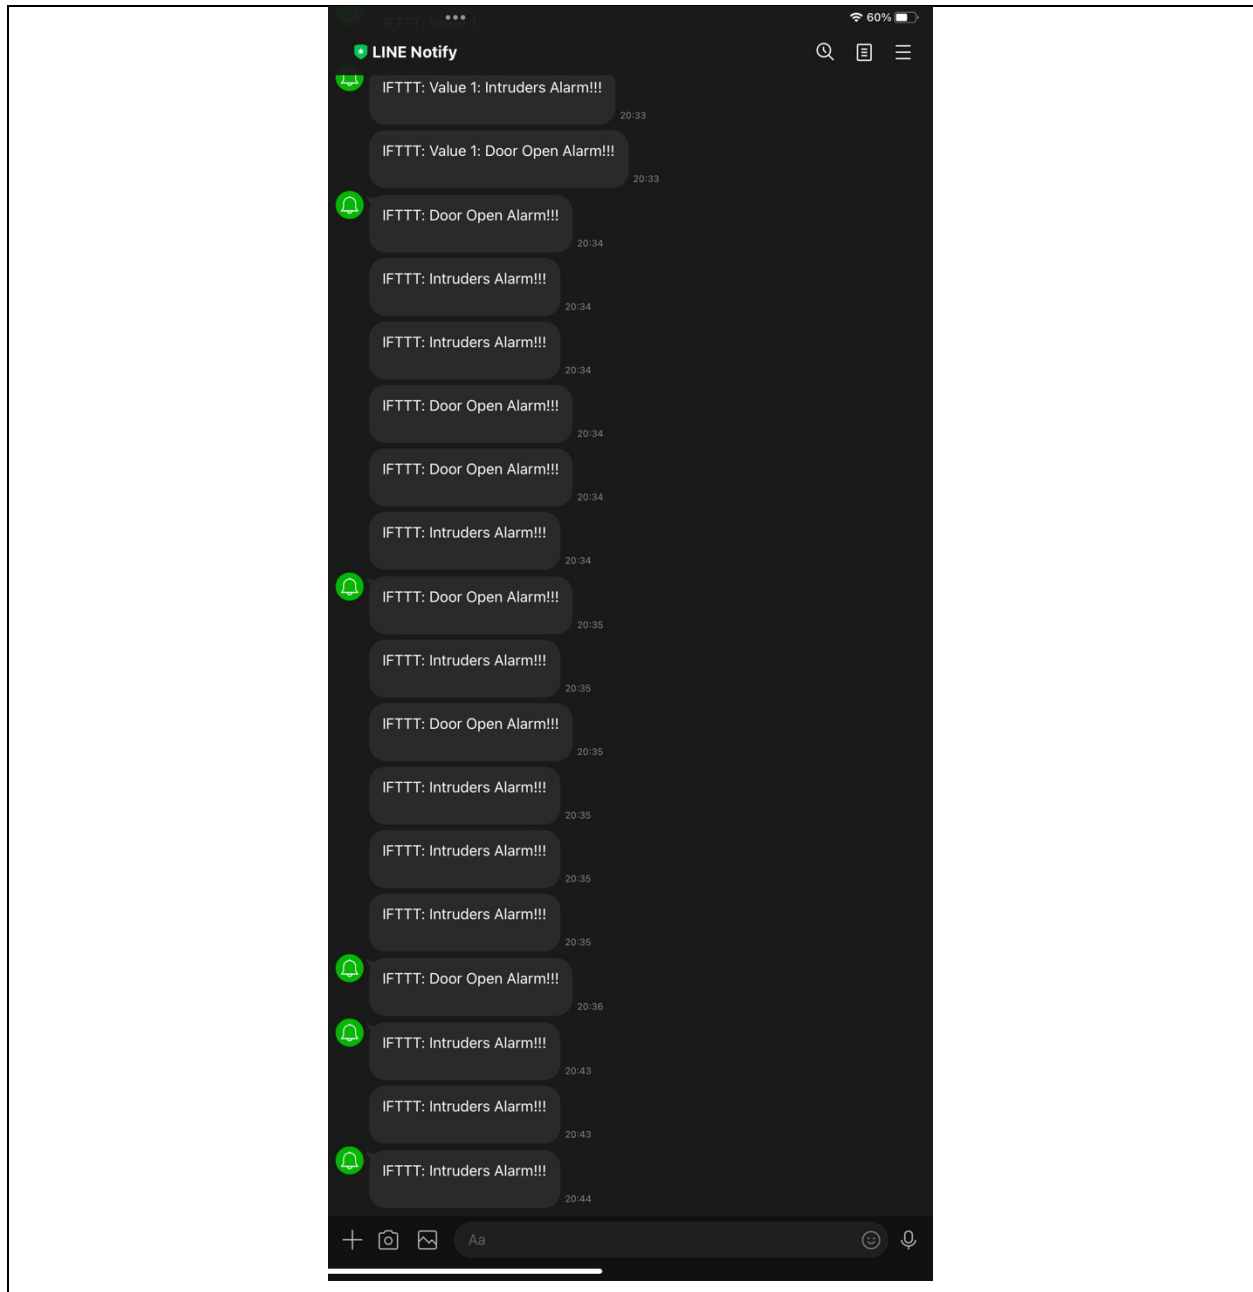 IFTTT: Value 1:
60%
LINE Notify
IFTTT: Value 1: Intruders Alarm!!!
20:33
IFTTT: Value 1: Door Open Alarm!!!
20:33
IFTTT: Door Open Alarm!!!
20:34
IFTTT: Intruders Alarm!!!
20:34
IFTTT: Intruders Alarm!!!
20:34
IFTTT: Door Open Alarm!!!
20:34
IFTTT: Door Open Alarm!!!
20:34
IFTTT: Intruders Alarm!!!
20:34
IFTTT: Door Open Alarm!!!
20:35
IFTTT: Intruders Alarm!!!
20:35
IFTTT: Door Open Alarm!!!
20:35
IFTTT: Intruders Alarm!!!
20:35
IFTTT: Intruders Alarm!!!
20:35
IFTTT: Intruders Alarm!!!
20:35
IFTTT: Door Open Alarm!!!
20:36
IFTTT: Intruders Alarm!!!
20:43
IFTTT: Intruders Alarm!!!
20:43
IFTTT: Intruders Alarm!!!
20:44
Aa